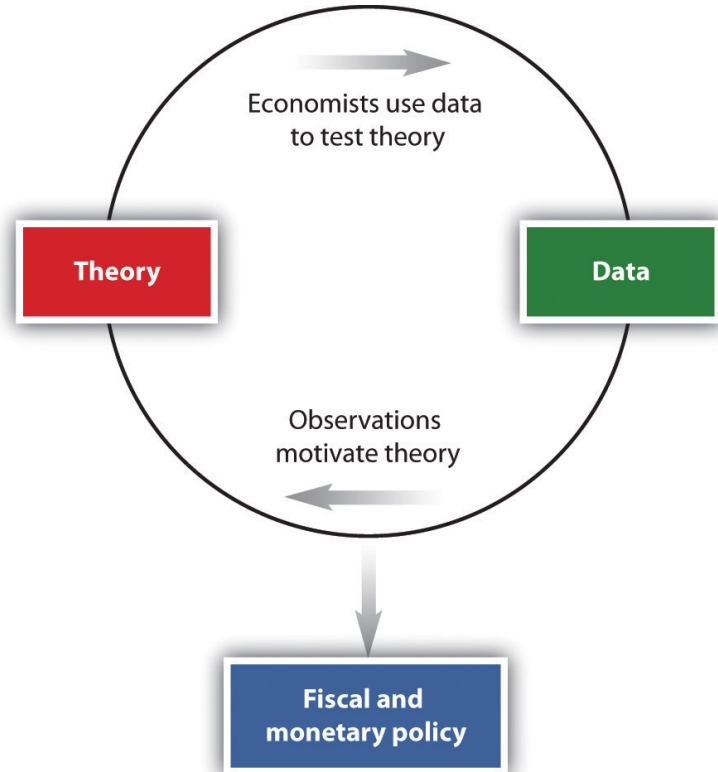 Economists use data
to test theory
Theory
Data
Observations
motivate theory
Fiscal and
monetary policy